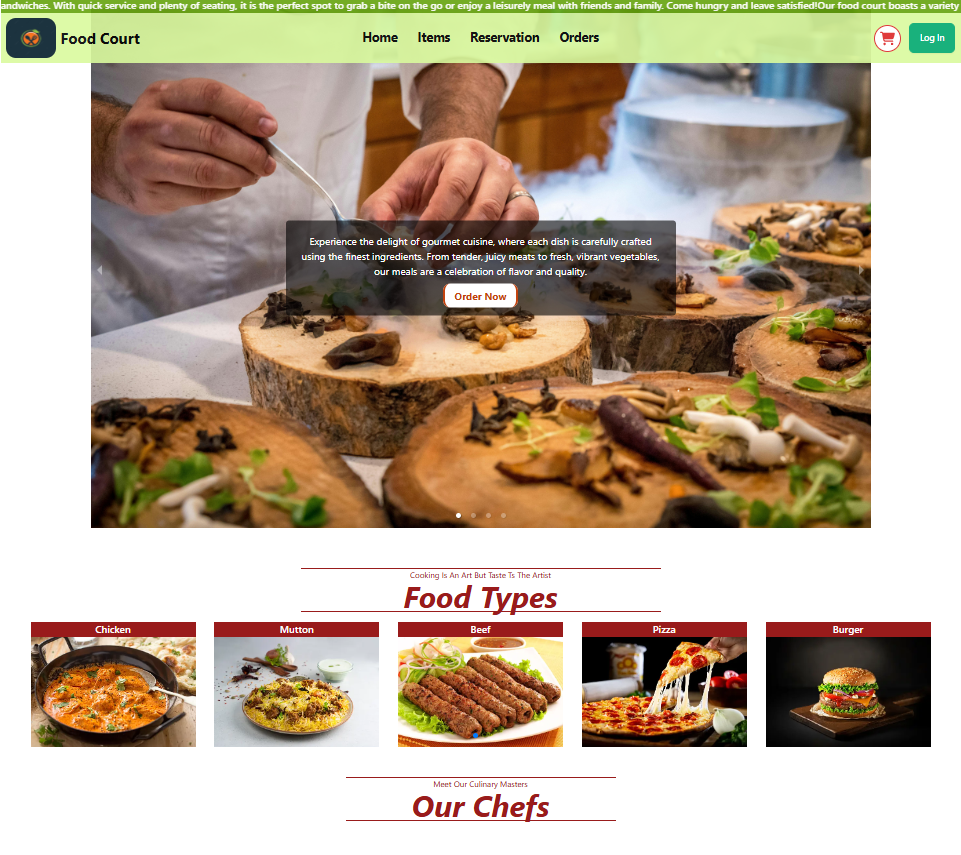 andwiches. With quick service and plenty of seating, it is the perfect spot to grab a bite on the go or enjoy a leisurely meal with friends and family. Come hungry and leave satisfied!Our food court boasts a variety
Food Court
Home Items Reservation Orders
Log In
Experience the delight of gourmet cuisine, where each dish is carefully crafted
using the finest ingredients. From tender, juicy meats to fresh, vibrant vegetables,
our meals are a celebration of flavor and quality.
Order Now
Cooking Is An Art But Taste Ts The Artist
Food Types
Chicken Mutton Beef Pizza Burger
Meet Our Culinary Masters
Our Chefs